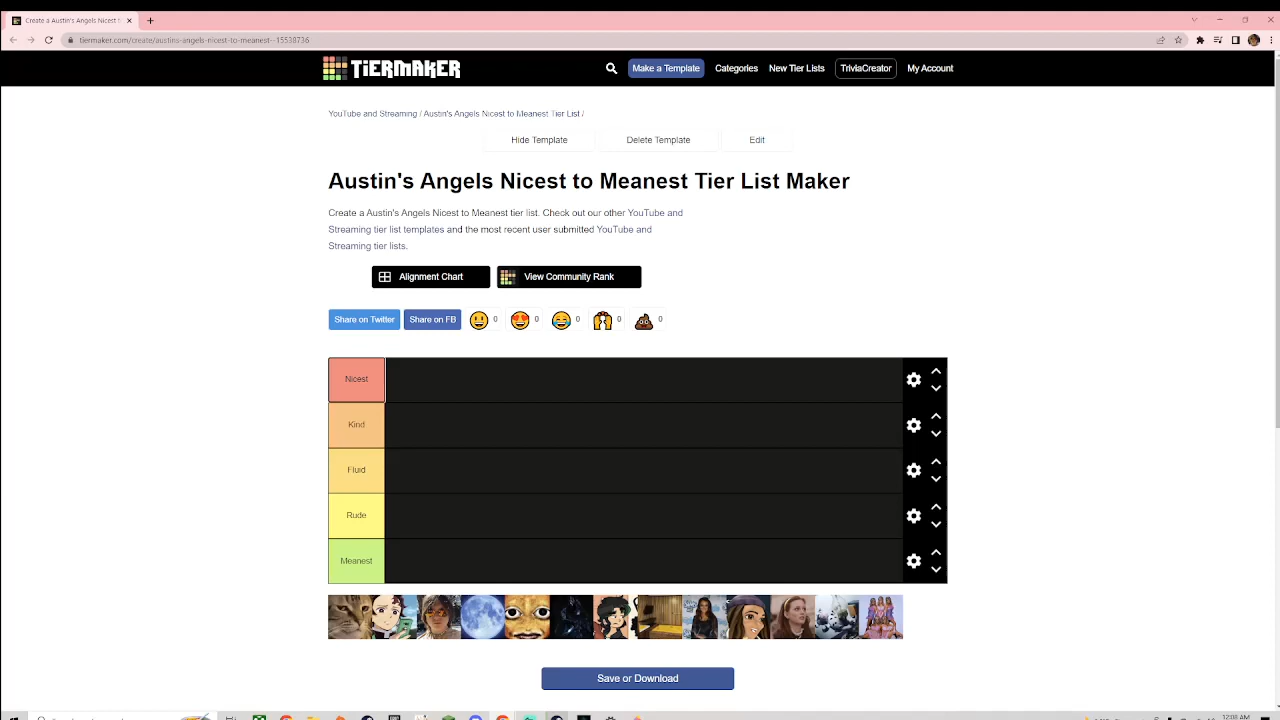 Create a Austin's Angels Nicest t
tiermaker.com/create/austins-angels-nicest-to-meanest--15538736
TIERMAKER
Make a Template
Categories
New Tier Lists
TriviaCreator
My Account
YouTube and Streaming / Austin's Angels Nicest to Meanest Tier List /
Hide Template
Delete Template
Edit
Austin's Angels Nicest to Meanest Tier List Maker
Create a Austin's Angels Nicest to Meanest tier list. Check out our other YouTube and
Streaming tier list templates and the most recent user submitted YouTube and
Streaming tier lists.
Alignment Chart
View Community Rank
Share on Twitter
Share on FB
0
0
0
0
0
Nicest
Kind
Fluid
Rude
Meanest
Save or Download
12:08 AM